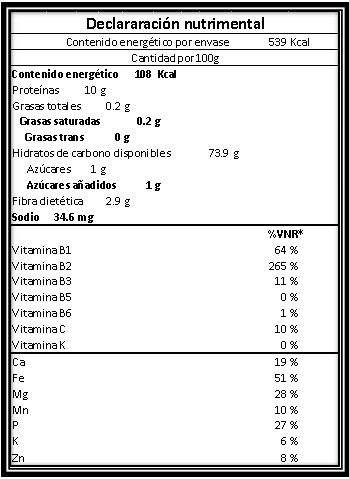 Declararación nutrimental
Contenido energético por envase 539 Kcal
Cantidad por 100g
Contenido energético 108 Kcal
Proteínas 10 g
Grasas totales 0.2 g
Grasas saturadas 0.2 g
Grasas trans 0 g
Hidratos de carbono disponibles 73.9 g
Azúcares 1 g
Azúcares añadidos 1 g
Fibra dietética 2.9 g
Sodio 34.6 mg
%VNR*
Vitamina B1 64 %
Vitamina B2 265 %
Vitamina B3 11 %
Vitamina B5 0 %
Vitamina B6 1 %
Vitamina C 10 %
Vitamina K 0 %
Ca 19 %
Fe 51 %
Mg 28 %
Mn 10 %
P 27 %
K 6 %
Zn 8 %